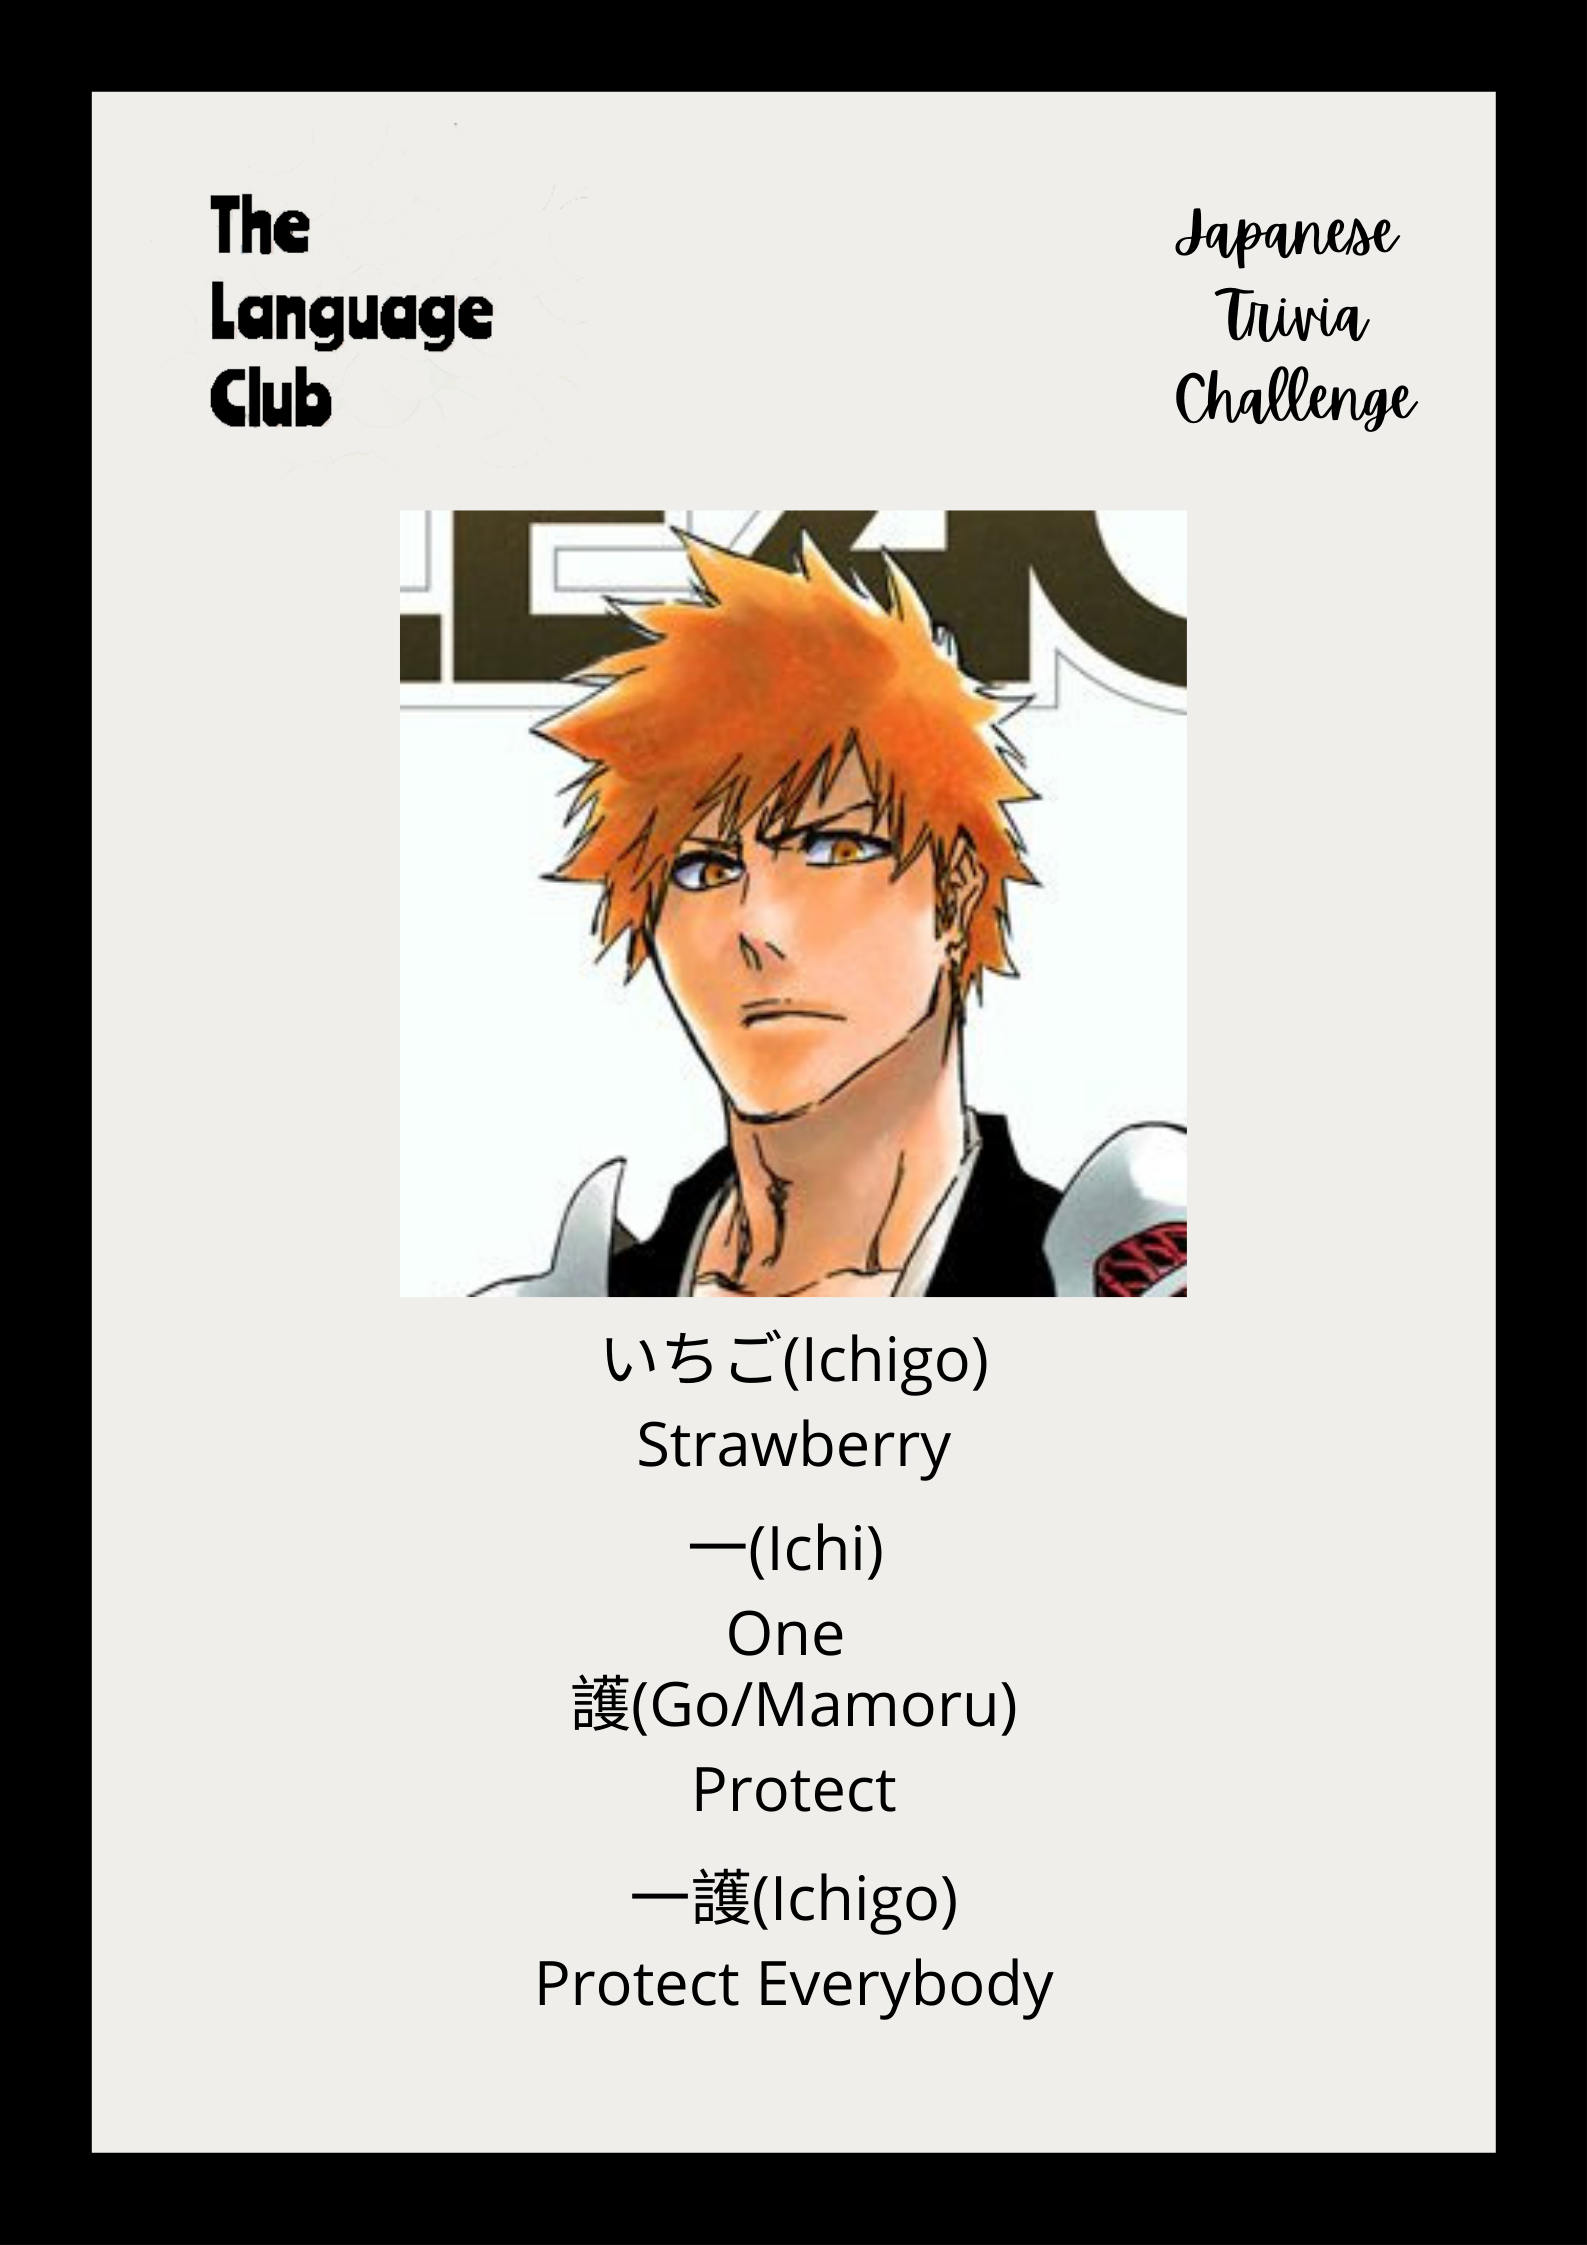 The
Language
Club
Japanese
Trivia
Challenge
いちご(Ichigo)
Strawberry
一(Ichi)
One
護(Go/Mamoru)
Protect
一護(Ichigo)
Protect Everybody